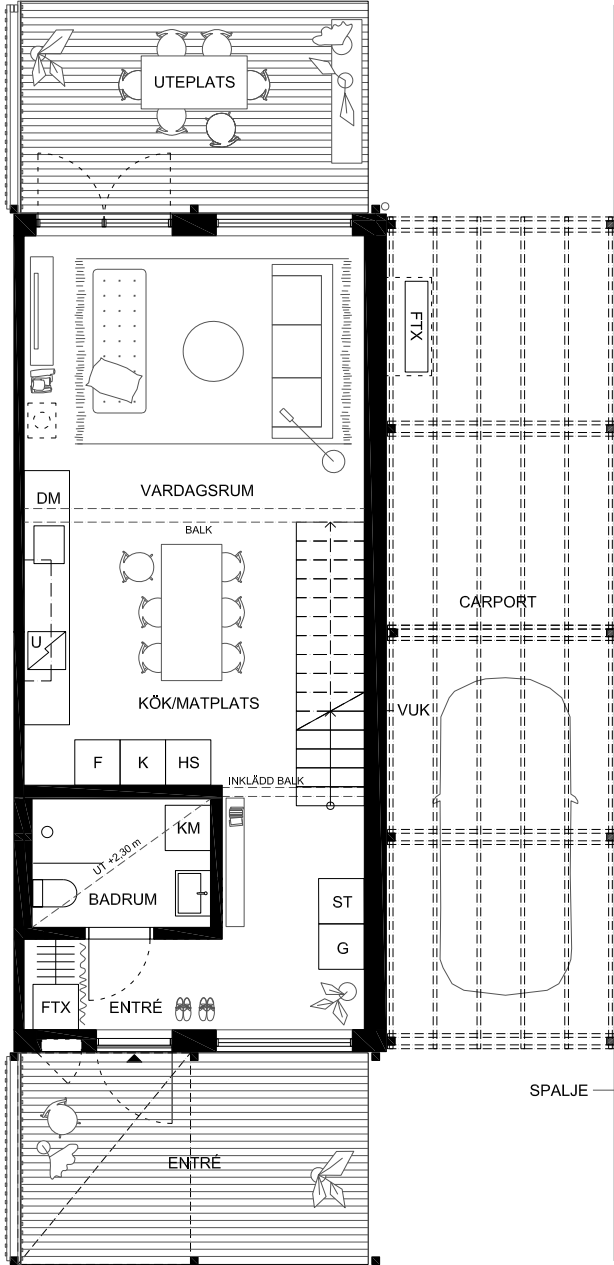 UTEPLATS
FTX
DM
VARDAGSRUM
BALK
CARPORT
U
KÖK/MATPLATS
VUK
F
K
HS
INKLÄDD BALK
KM
UT +2,30 m
BADRUM
ST
G
FTX
ENTRÉ
SPALJE
ENTRÉ